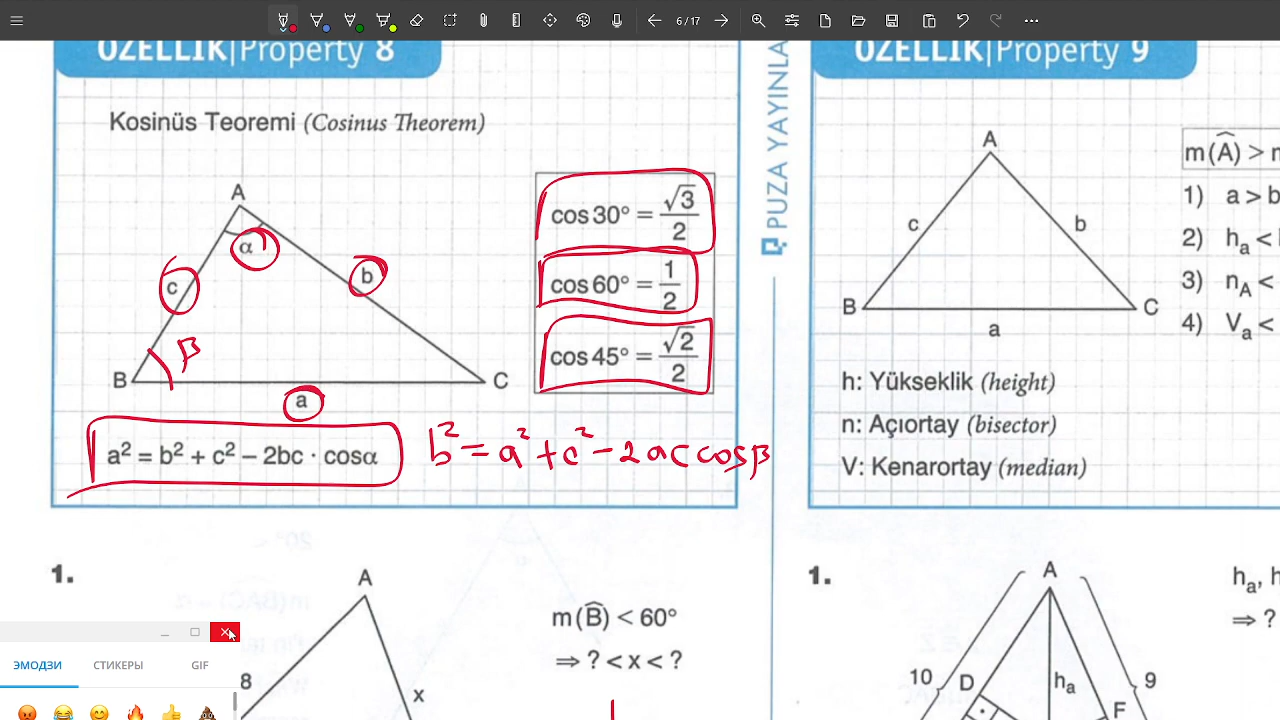 6 / 17
ÖZELLİK|Property 8
Kosinüs Teoremi (Cosinus Theorem)
A
α
c
b
β
B
C
a
cos 30° = √3/2
cos 60° = 1/2
cos 45° = √2/2
a² = b² + c² – 2bc · cosα
b² = a² + c² – 2ac cosβ
1.
A
m(B̂) < 60°
⇒ ? < x < ?
8
x
ЭМОДЗИ
СТИКЕРЫ
GIF
PUZA YAYINLA
ÖZELLİK|Property 9
A
c
b
B
C
a
m(Â) > m
1) a > b
2) hₐ <
3) n_A <
4) Vₐ <
h: Yükseklik (height)
n: Açıortay (bisector)
V: Kenarortay (median)
1.
A
hₐ, h
⇒ ?
10
D
hₐ
9
F